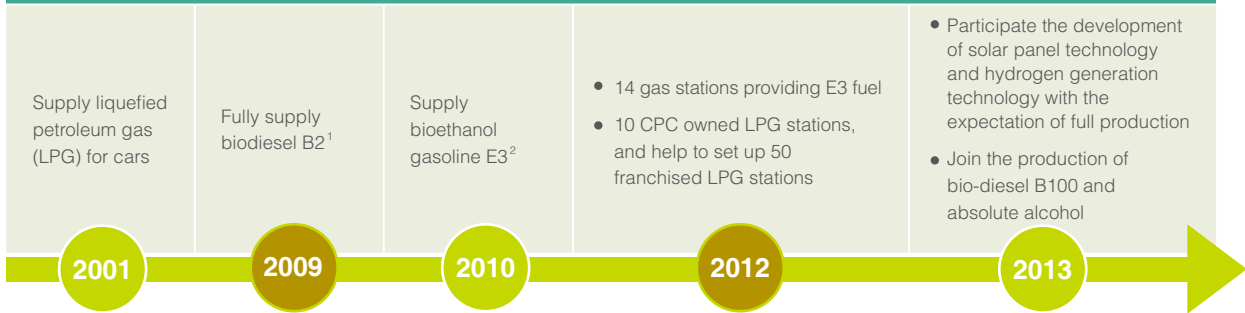 Supply liquefied
petroleum gas
(LPG) for cars
2001
Fully supply
biodiesel B2¹
2009
Supply
bioethanol
gasoline E3²
2010
• 14 gas stations providing E3 fuel
• 10 CPC owned LPG stations,
and help to set up 50
franchised LPG stations
2012
• Participate the development
of solar panel technology
and hydrogen generation
technology with the
expectation of full production
• Join the production of
bio-diesel B100 and
absolute alcohol
2013